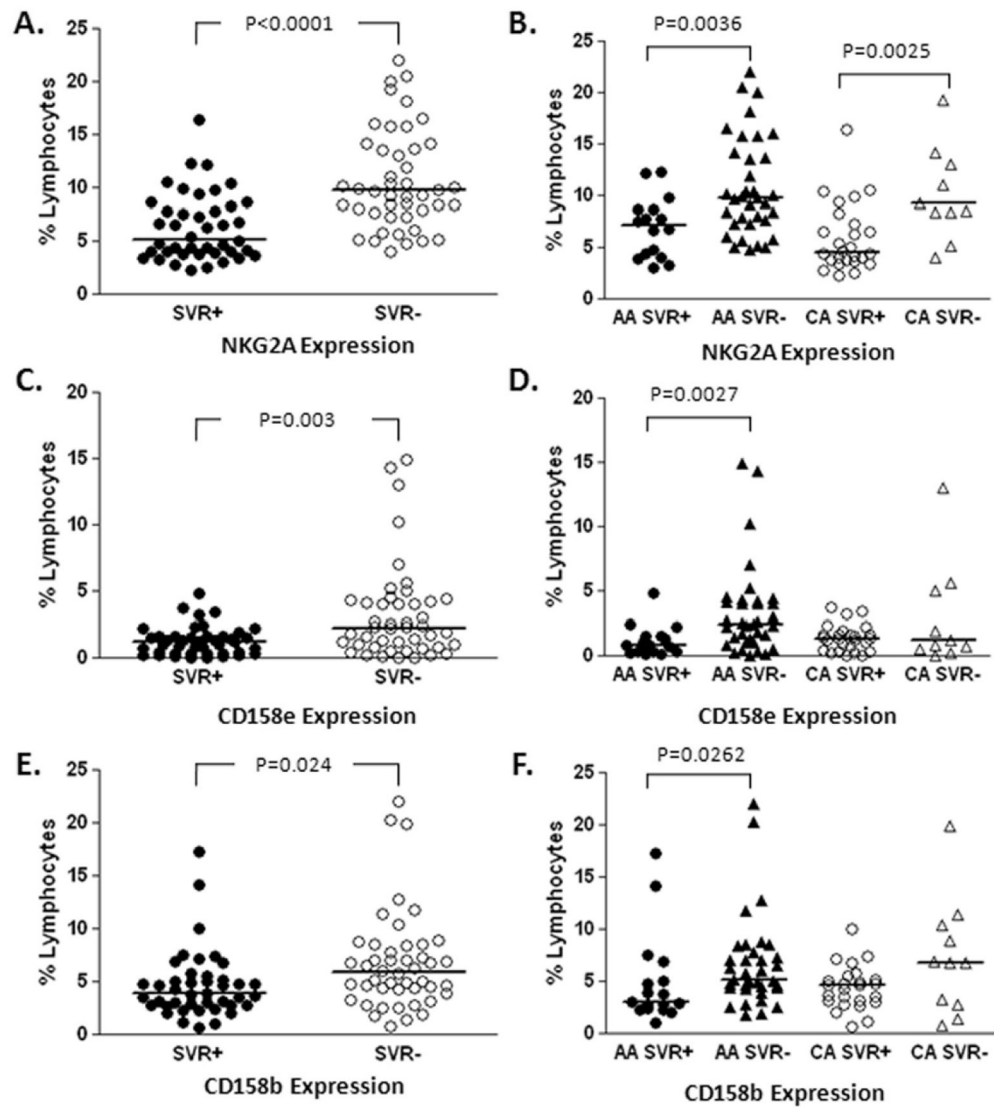 A.
P<0.0001
25
20
15
10
5
0
% Lymphocytes
SVR+ SVR-
NKG2A Expression
B.
P=0.0036
P=0.0025
25
20
15
10
5
0
% Lymphocytes
AA SVR+ AA SVR- CA SVR+ CA SVR-
NKG2A Expression
C.
P=0.003
20
15
10
5
0
% Lymphocytes
SVR+ SVR-
CD158e Expression
D.
P=0.0027
20
15
10
5
0
% Lymphocytes
AA SVR+ AA SVR- CA SVR+ CA SVR-
CD158e Expression
E.
P=0.024
25
20
15
10
5
0
% Lymphocytes
SVR+ SVR-
CD158b Expression
F.
P=0.0262
25
20
15
10
5
0
% Lymphocytes
AA SVR+ AA SVR- CA SVR+ CA SVR-
CD158b Expression